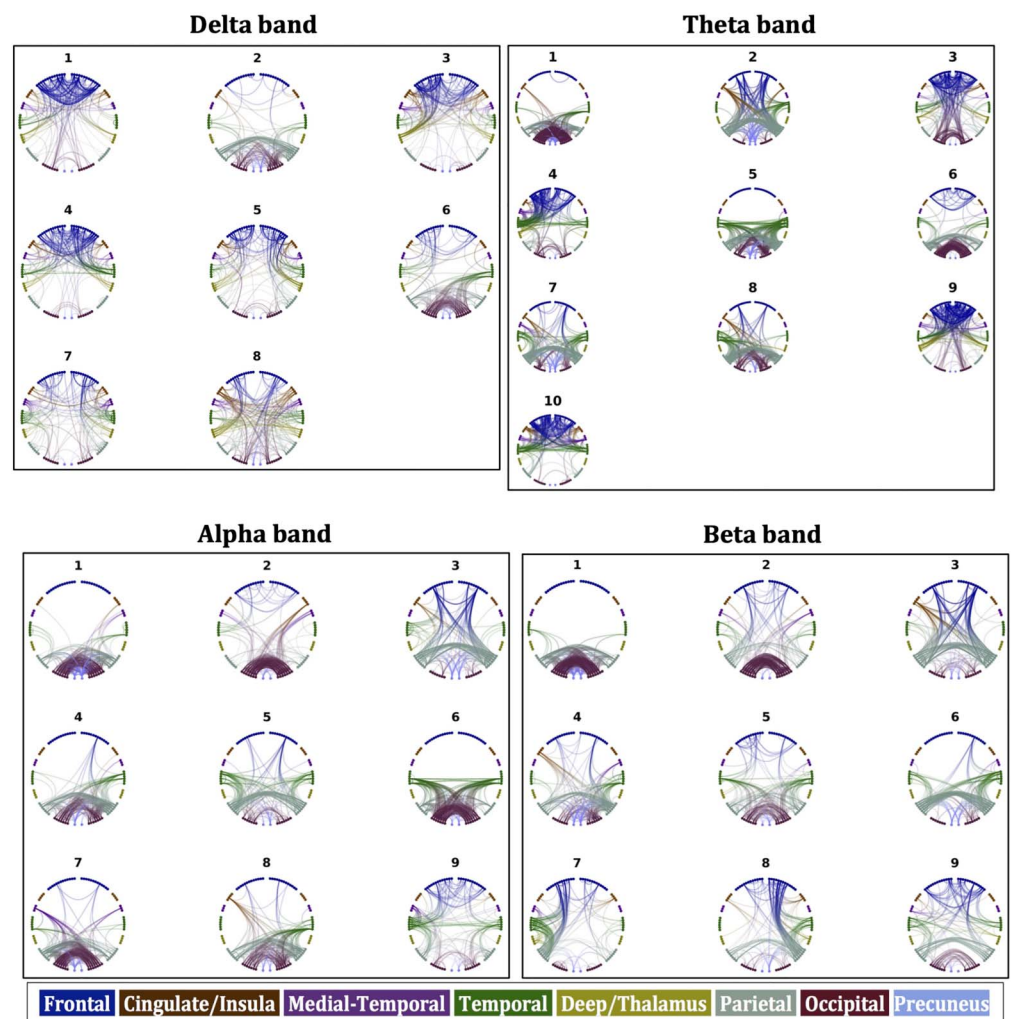 Delta band
Theta band
1 2 3
1 2 3
4 5 6
4 5 6
7 8
7 8 9
10
Alpha band
Beta band
1 2 3
1 2 3
4 5 6
4 5 6
7 8 9
7 8 9
Frontal Cingulate/Insula Medial-Temporal Temporal Deep/Thalamus Parietal Occipital Precuneus